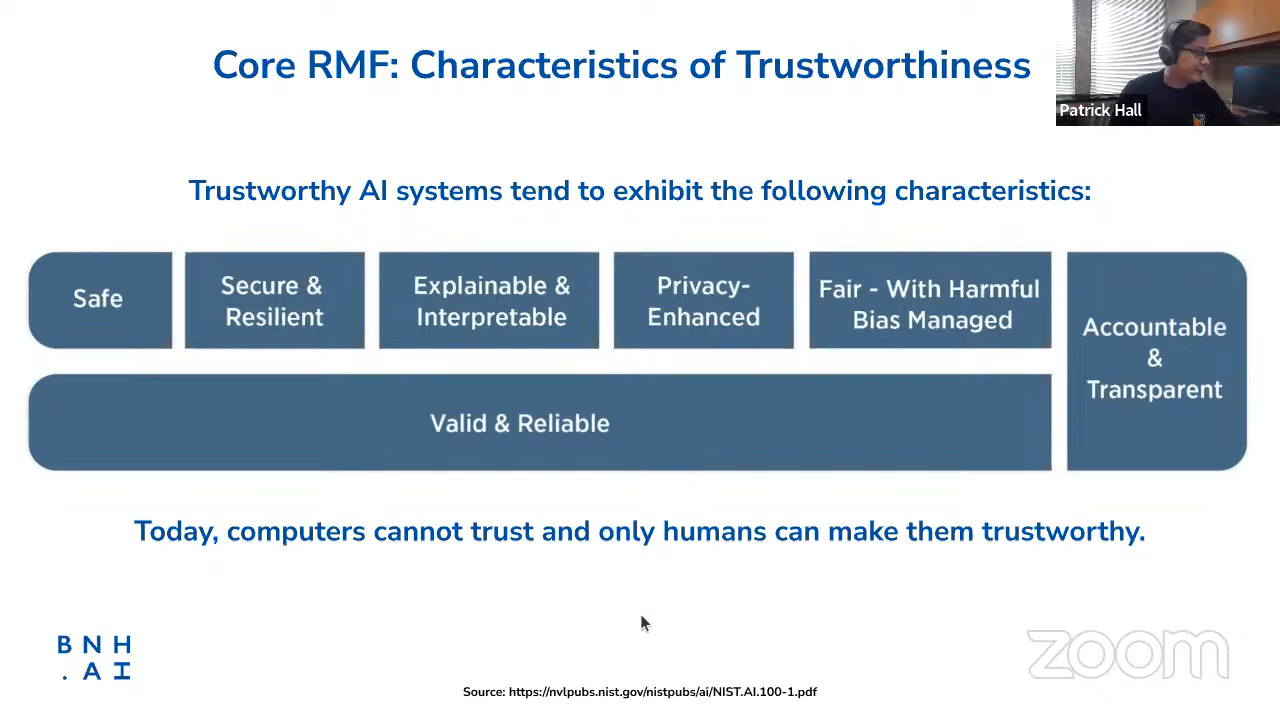 Core RMF: Characteristics of Trustworthiness
Patrick Hall
Trustworthy AI systems tend to exhibit the following characteristics:
Safe
Secure &
Resilient
Explainable &
Interpretable
Privacy-
Enhanced
Fair - With Harmful
Bias Managed
Accountable
&
Transparent
Valid & Reliable
Today, computers cannot trust and only humans can make them trustworthy.
BNH
.AI
zoom
Source: https://nvlpubs.nist.gov/nistpubs/ai/NIST.AI.100-1.pdf